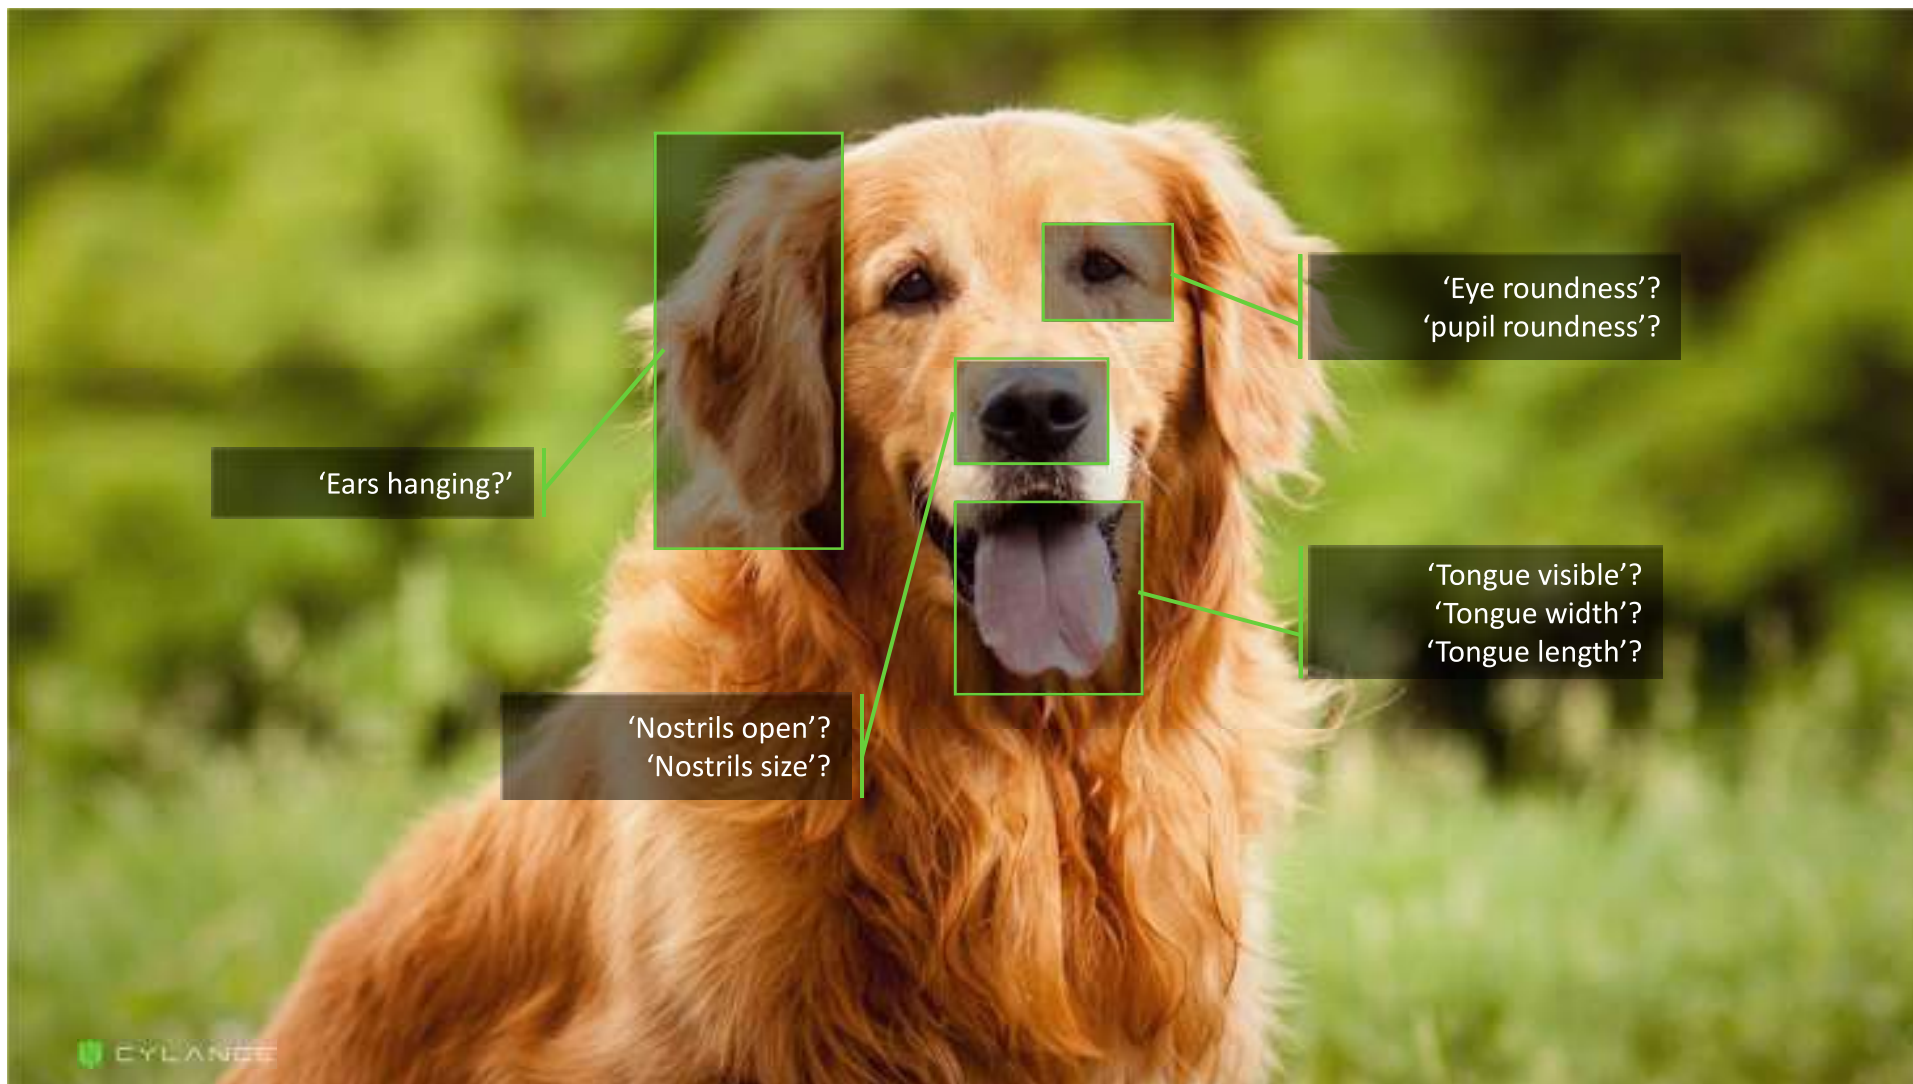 ‘Eye roundness’?
‘pupil roundness’?
‘Ears hanging?’
‘Tongue visible’?
‘Tongue width’?
‘Tongue length’?
‘Nostrils open’?
‘Nostrils size’?
CYLANCE